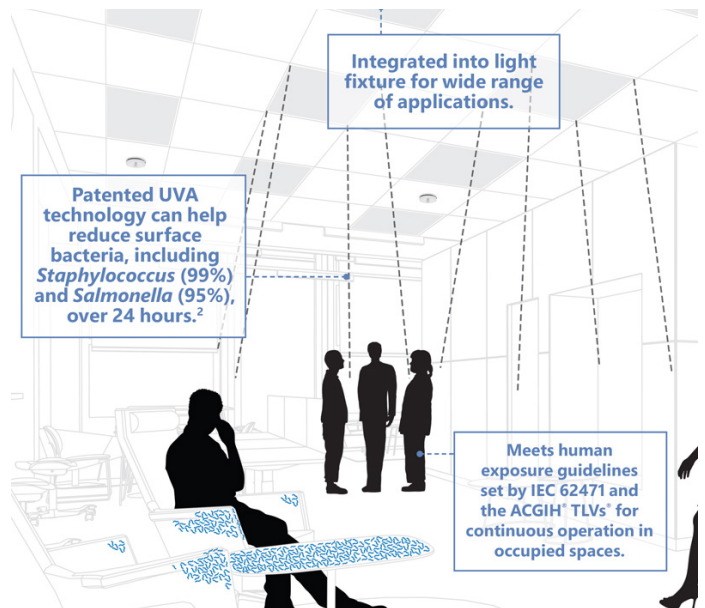 Integrated into light
fixture for wide range
of applications.
Patented UVA
technology can help
reduce surface
bacteria, including
Staphylococcus (99%)
and Salmonella (95%),
over 24 hours.²
Meets human
exposure guidelines
set by IEC 62471 and
the ACGIH® TLVs® for
continuous operation in
occupied spaces.